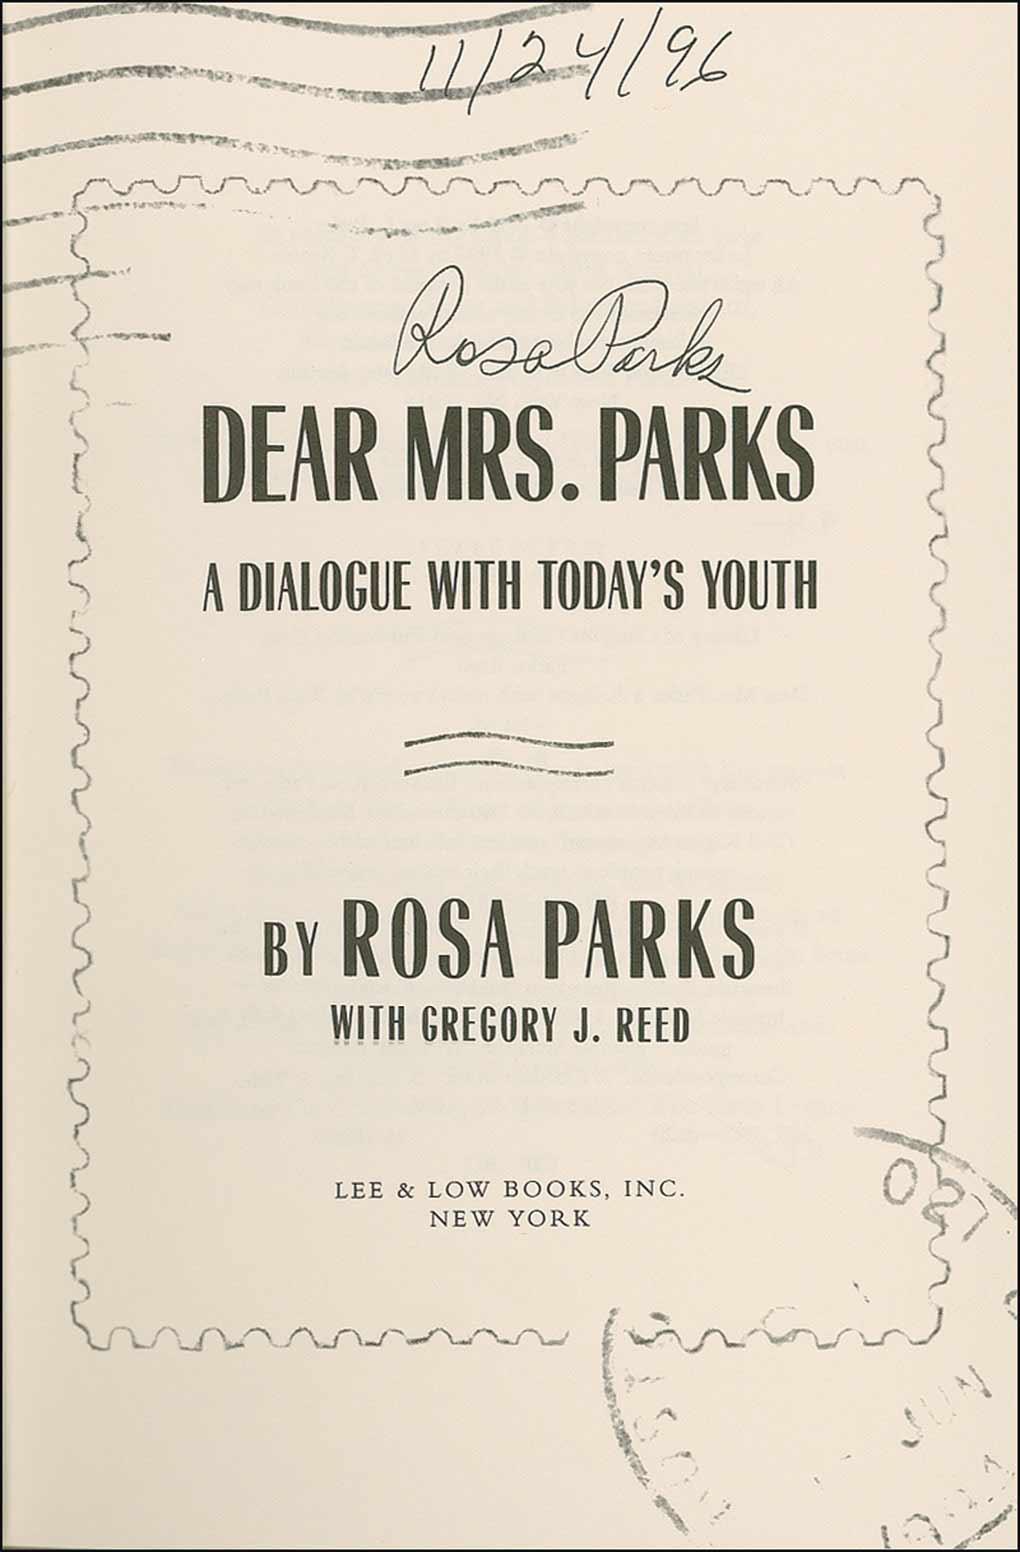 11/24/96
Rosa Parks
DEAR MRS. PARKS
A DIALOGUE WITH TODAY'S YOUTH
BY ROSA PARKS
WITH GREGORY J. REED
LEE & LOW BOOKS, INC.
NEW YORK